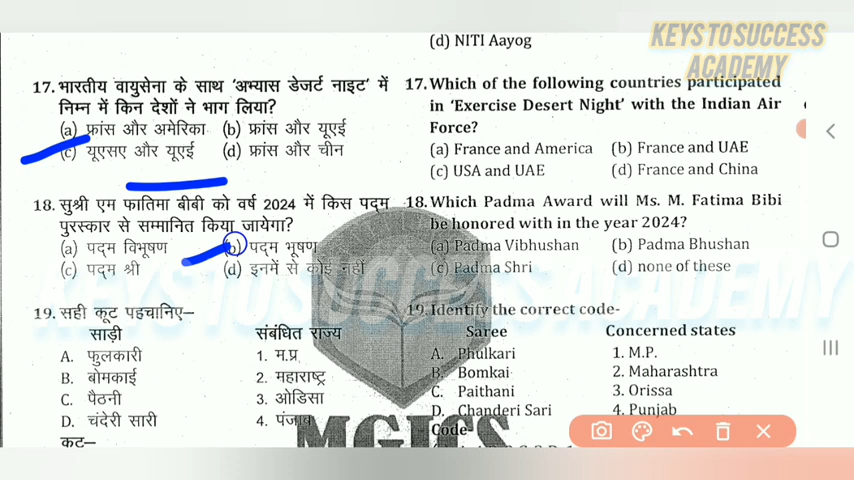 (d) NITI Aayog
KEYS TO SUCCESS
ACADEMY
17. भारतीय वायुसेना के साथ 'अभ्यास डेजर्ट नाइट' में
निम्न में किन देशों ने भाग लिया?
(a) फ्रांस और अमेरिका (b) फ्रांस और यूएई
(c) यूएसए और यूएई (d) फ्रांस और चीन
18. सुश्री एम फातिमा बीबी को वर्ष 2024 में किस पद्म
पुरस्कार से सम्मानित किया जायेगा?
(a) पद्म विभूषण (b) पद्म भूषण
(c) पद्म श्री (d) इनमें से कोई नहीं
19. सही कूट पहचानिए–
साड़ी संबंधित राज्य
A. फुलकारी 1. म.प्र
B. बोमकाई 2. महाराष्ट्र
C. पैठनी 3. ओडिसा
D. चंदेरी सारी 4. पंजाब
कूट–
17. Which of the following countries participated
in 'Exercise Desert Night' with the Indian Air
Force?
(a) France and America (b) France and UAE
(c) USA and UAE (d) France and China
18. Which Padma Award will Ms. M. Fatima Bibi
be honored with in the year 2024?
(a) Padma Vibhushan (b) Padma Bhushan
(c) Padma Shri (d) none of these
19. Identify the correct code-
Saree Concerned states
A. Phulkari 1. M.P.
B. Bomkai 2. Maharashtra
C. Paithani 3. Orissa
D. Chanderi Sari 4. Punjab
Code-
KEYS TO SUCCESS ACADEMY
MGICS